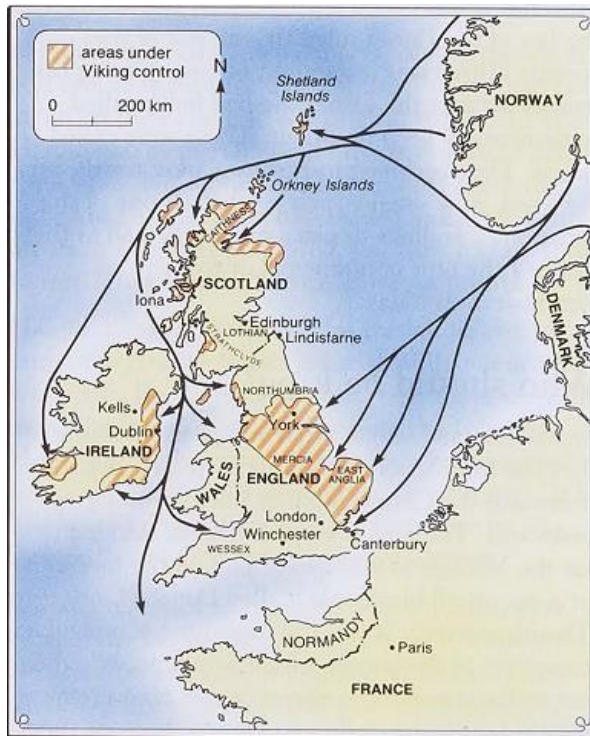 areas under
Viking control
N
0 200 km
Shetland
Islands
NORWAY
Orkney Islands
CAITHNESS
SCOTLAND
Iona
Edinburgh
LOTHIAN
Lindisfarne
STRATHCLYDE
DENMARK
NORTHUMBRIA
Kells
York
Dublin
IRELAND
MERCIA
EAST
ANGLIA
WALES
ENGLAND
London
Winchester
Canterbury
WESSEX
NORMANDY
Paris
FRANCE